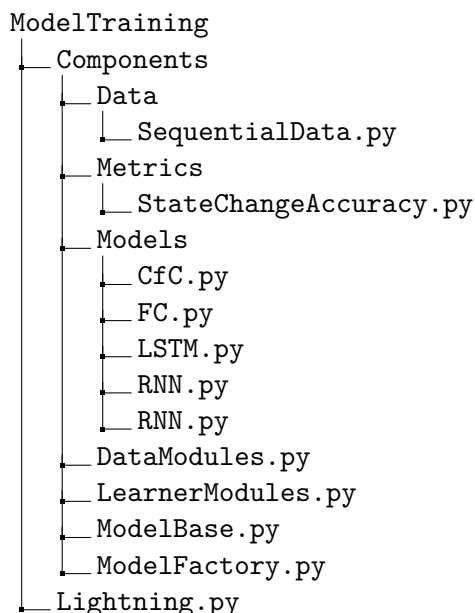 ModelTraining
Components
Data
SequentialData.py
Metrics
StateChangeAccuracy.py
Models
CfC.py
FC.py
LSTM.py
RNN.py
RNN.py
DataModules.py
LearnerModules.py
ModelBase.py
ModelFactory.py
Lightning.py